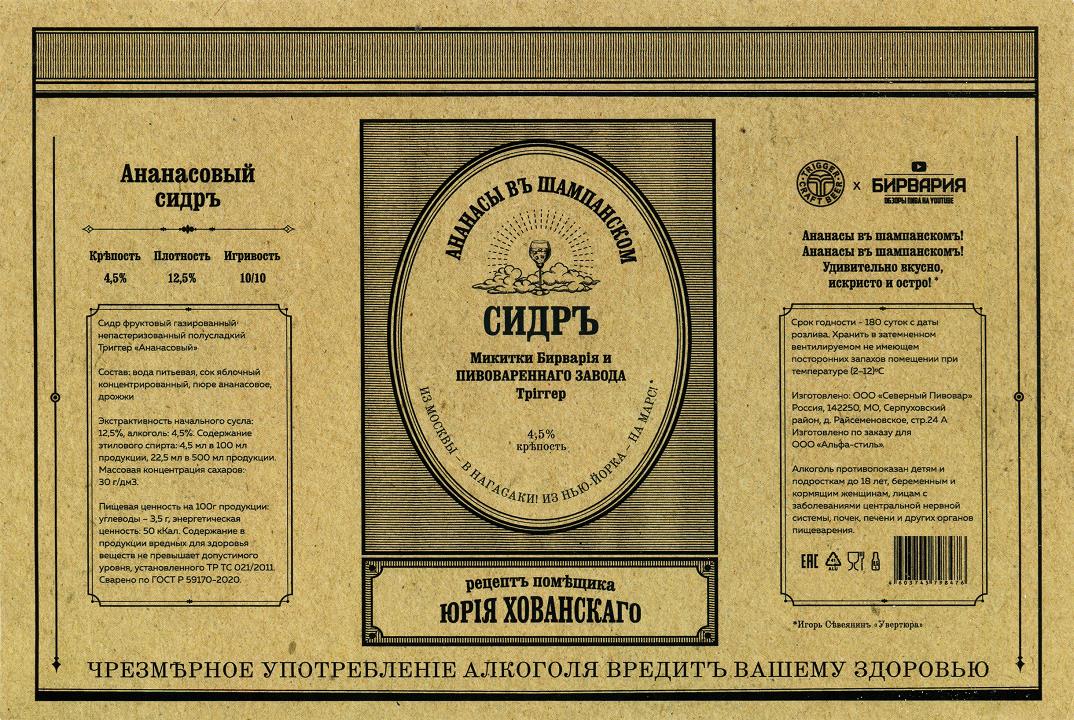 Ананасовый
сидръ
Крѣпость Плотность Игривость
4,5% 12,5% 10/10
Сидр фруктовый газированный
непастеризованный полусладкий
Триггер «Ананасовый»
Состав: вода питьевая, сок яблочный
концентрированный, пюре ананасовое,
дрожжи
Экстрактивность начального сусла:
12,5%, алкоголь: 4,5%. Содержание
этилового спирта: 4,5 мл в 100 мл
продукции, 22,5 мл в 500 мл продукции.
Массовая концентрация сахаров:
30 г/дм3.
Пищевая ценность на 100г продукции:
углеводы – 3,5 г, энергетическая
ценность: 50 кКал. Содержание в
продукции вредных для здоровья
веществ не превышает допустимого
уровня, установленного ТР ТС 021/2011.
Сварено по ГОСТ Р 59170-2020.
АНАНАСЫ ВЪ ШАМПАНСКОМ
СИДРЪ
Микитки Бирварія и
ПИВОВАРЕННАГО ЗАВОДА
Тріггер
4,5%
крѣпость
ИЗ МОСКВЫ - В НАГАСАКИ! ИЗ НЬЮ-ЙОРКА - НА МАРС!*
рецептъ помѣщика
ЮРІЯ ХОВАНСКАГО
TRIGGER
CRAFT BEER
x
БИРВАРИЯ
ОБЗОРЫ ПИВА НА YOUTUBE
Ананасы въ шампанскомъ!
Ананасы въ шампанскомъ!
Удивительно вкусно,
искристо и остро! *
Срок годности - 180 суток с даты
розлива. Хранить в затемненном
вентилируемом не имеющем
посторонних запахов помещении при
температуре (2–12)ºС
Изготовлено: ООО «Северный Пивовар»
Россия, 142250, МО, Серпуховский
район, д. Райсеменовское, стр.24 А
Изготовлено по заказу для
ООО «Альфа-стиль».
Алкоголь противопоказан детям и
подросткам до 18 лет, беременным и
кормящим женщинам, лицам с
заболеваниями центральной нервной
системы, почек, печени и других органов
пищеварения.
EAC
ALU
4 603745 798476
*Игорь Сѣвеянинъ «Увертюра»
ЧРЕЗМѢРНОЕ УПОТРЕБЛЕНІЕ АЛКОГОЛЯ ВРЕДИТЪ ВАШЕМУ ЗДОРОВЬЮ